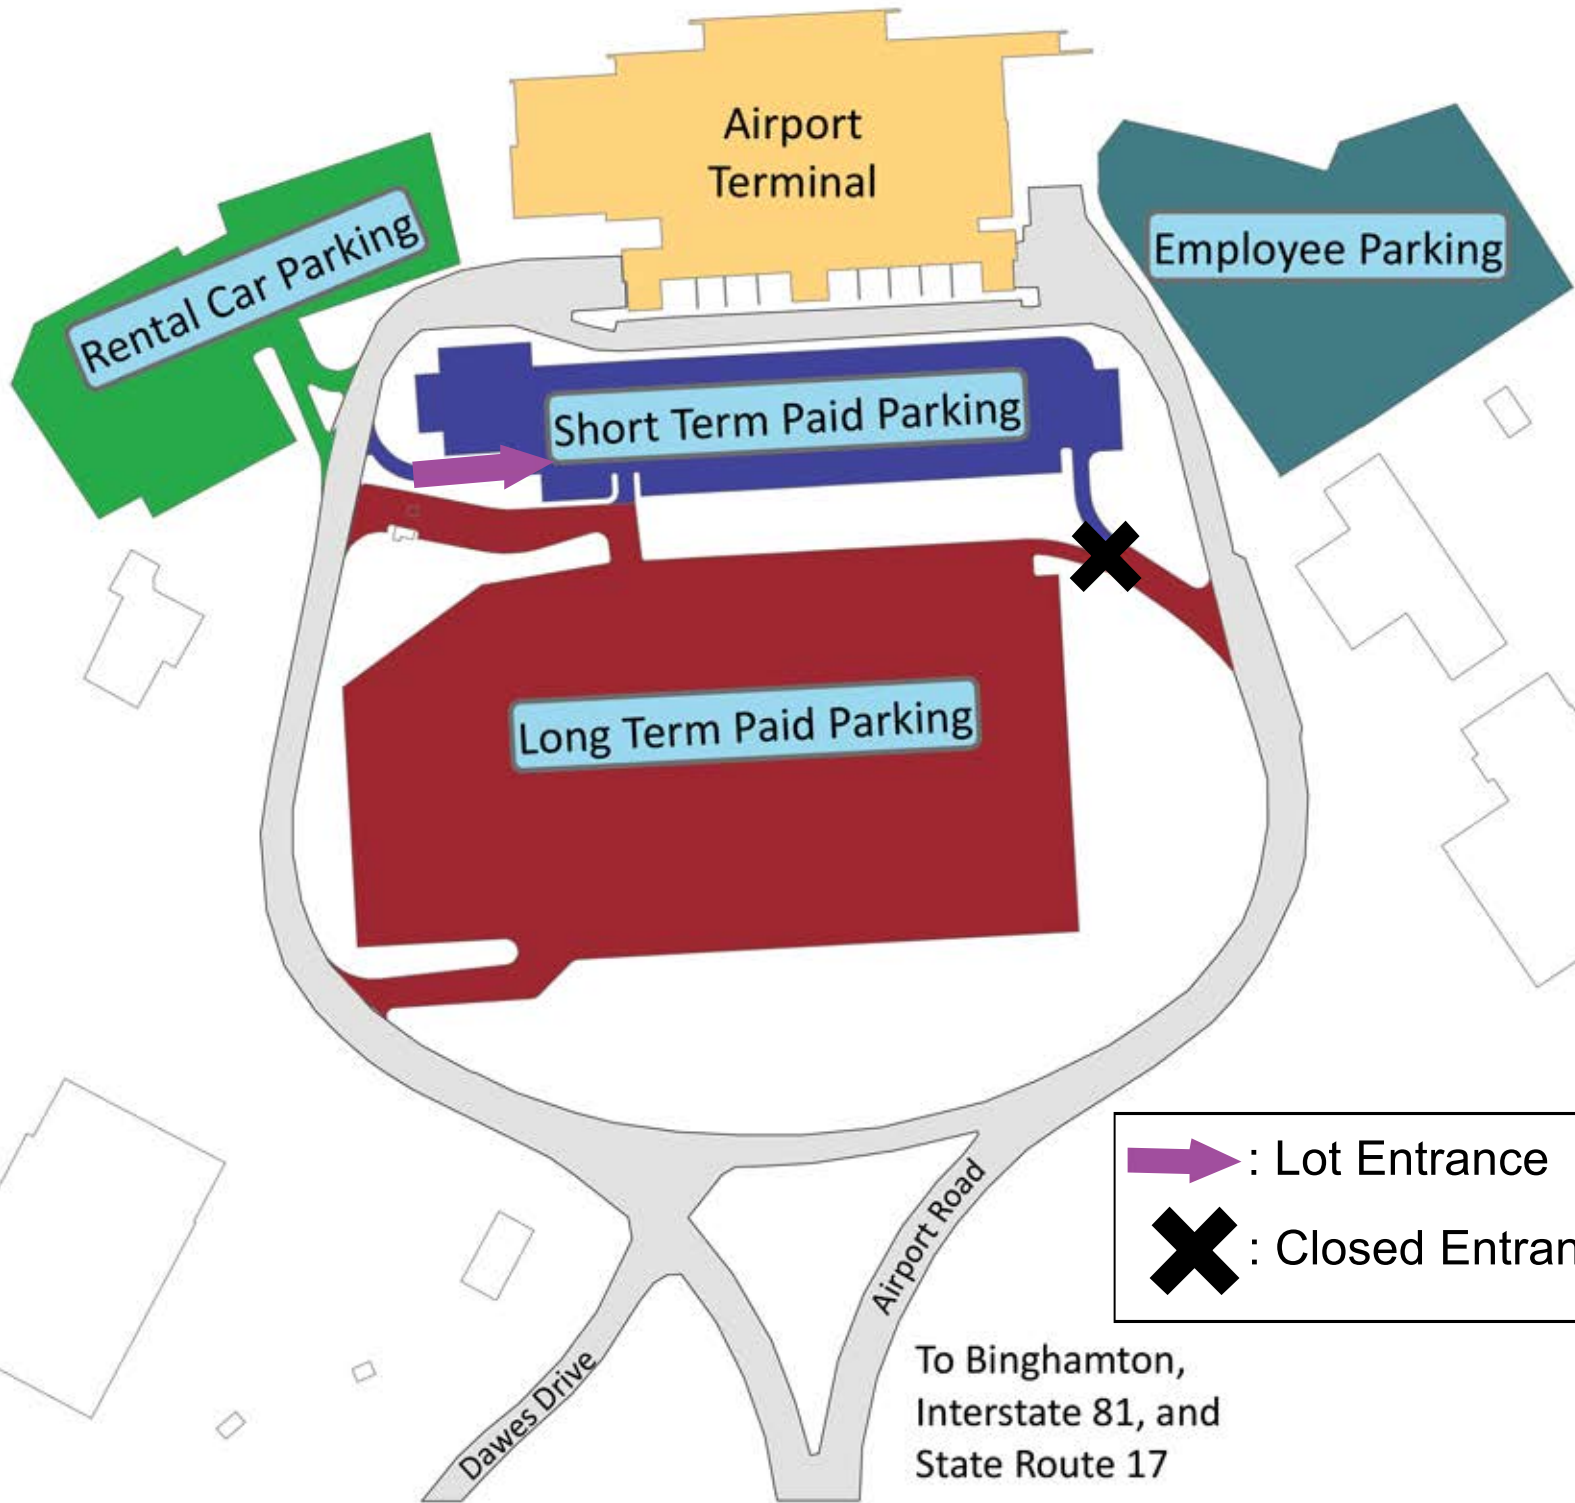 Airport
Terminal
Rental Car Parking
Employee Parking
Short Term Paid Parking
Long Term Paid Parking
: Lot Entrance
: Closed Entran
Airport Road
Dawes Drive
To Binghamton,
Interstate 81, and
State Route 17